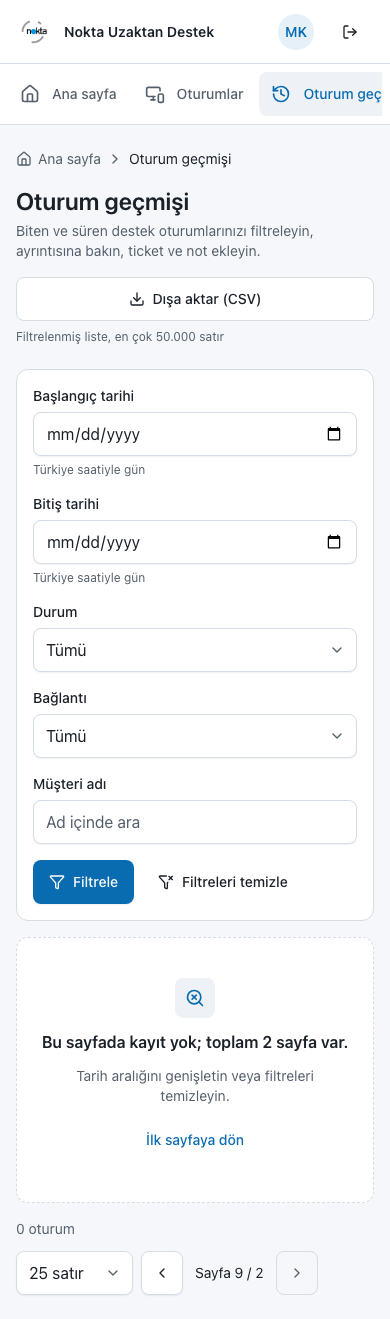 nokta
Nokta Uzaktan Destek
MK
Ana sayfa
Oturumlar
Oturum geç
Ana sayfa
Oturum geçmişi
Oturum geçmişi
Biten ve süren destek oturumlarınızı filtreleyin,
ayrıntısına bakın, ticket ve not ekleyin.
Dışa aktar (CSV)
Filtrelenmiş liste, en çok 50.000 satır
Başlangıç tarihi
mm/dd/yyyy
Türkiye saatiyle gün
Bitiş tarihi
mm/dd/yyyy
Türkiye saatiyle gün
Durum
Tümü
Bağlantı
Tümü
Müşteri adı
Ad içinde ara
Filtrele
Filtreleri temizle
Bu sayfada kayıt yok; toplam 2 sayfa var.
Tarih aralığını genişletin veya filtreleri
temizleyin.
İlk sayfaya dön
0 oturum
25 satır
Sayfa 9 / 2